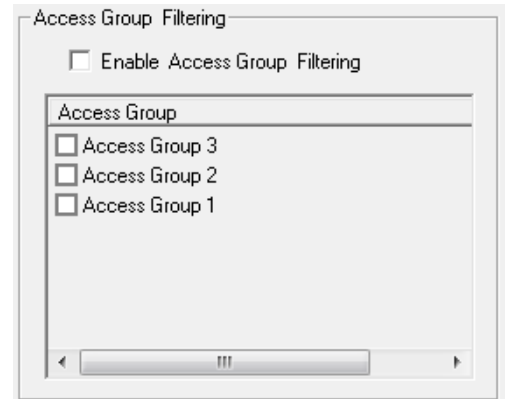 Access Group Filtering
Enable Access Group Filtering
Access Group
Access Group 3
Access Group 2
Access Group 1